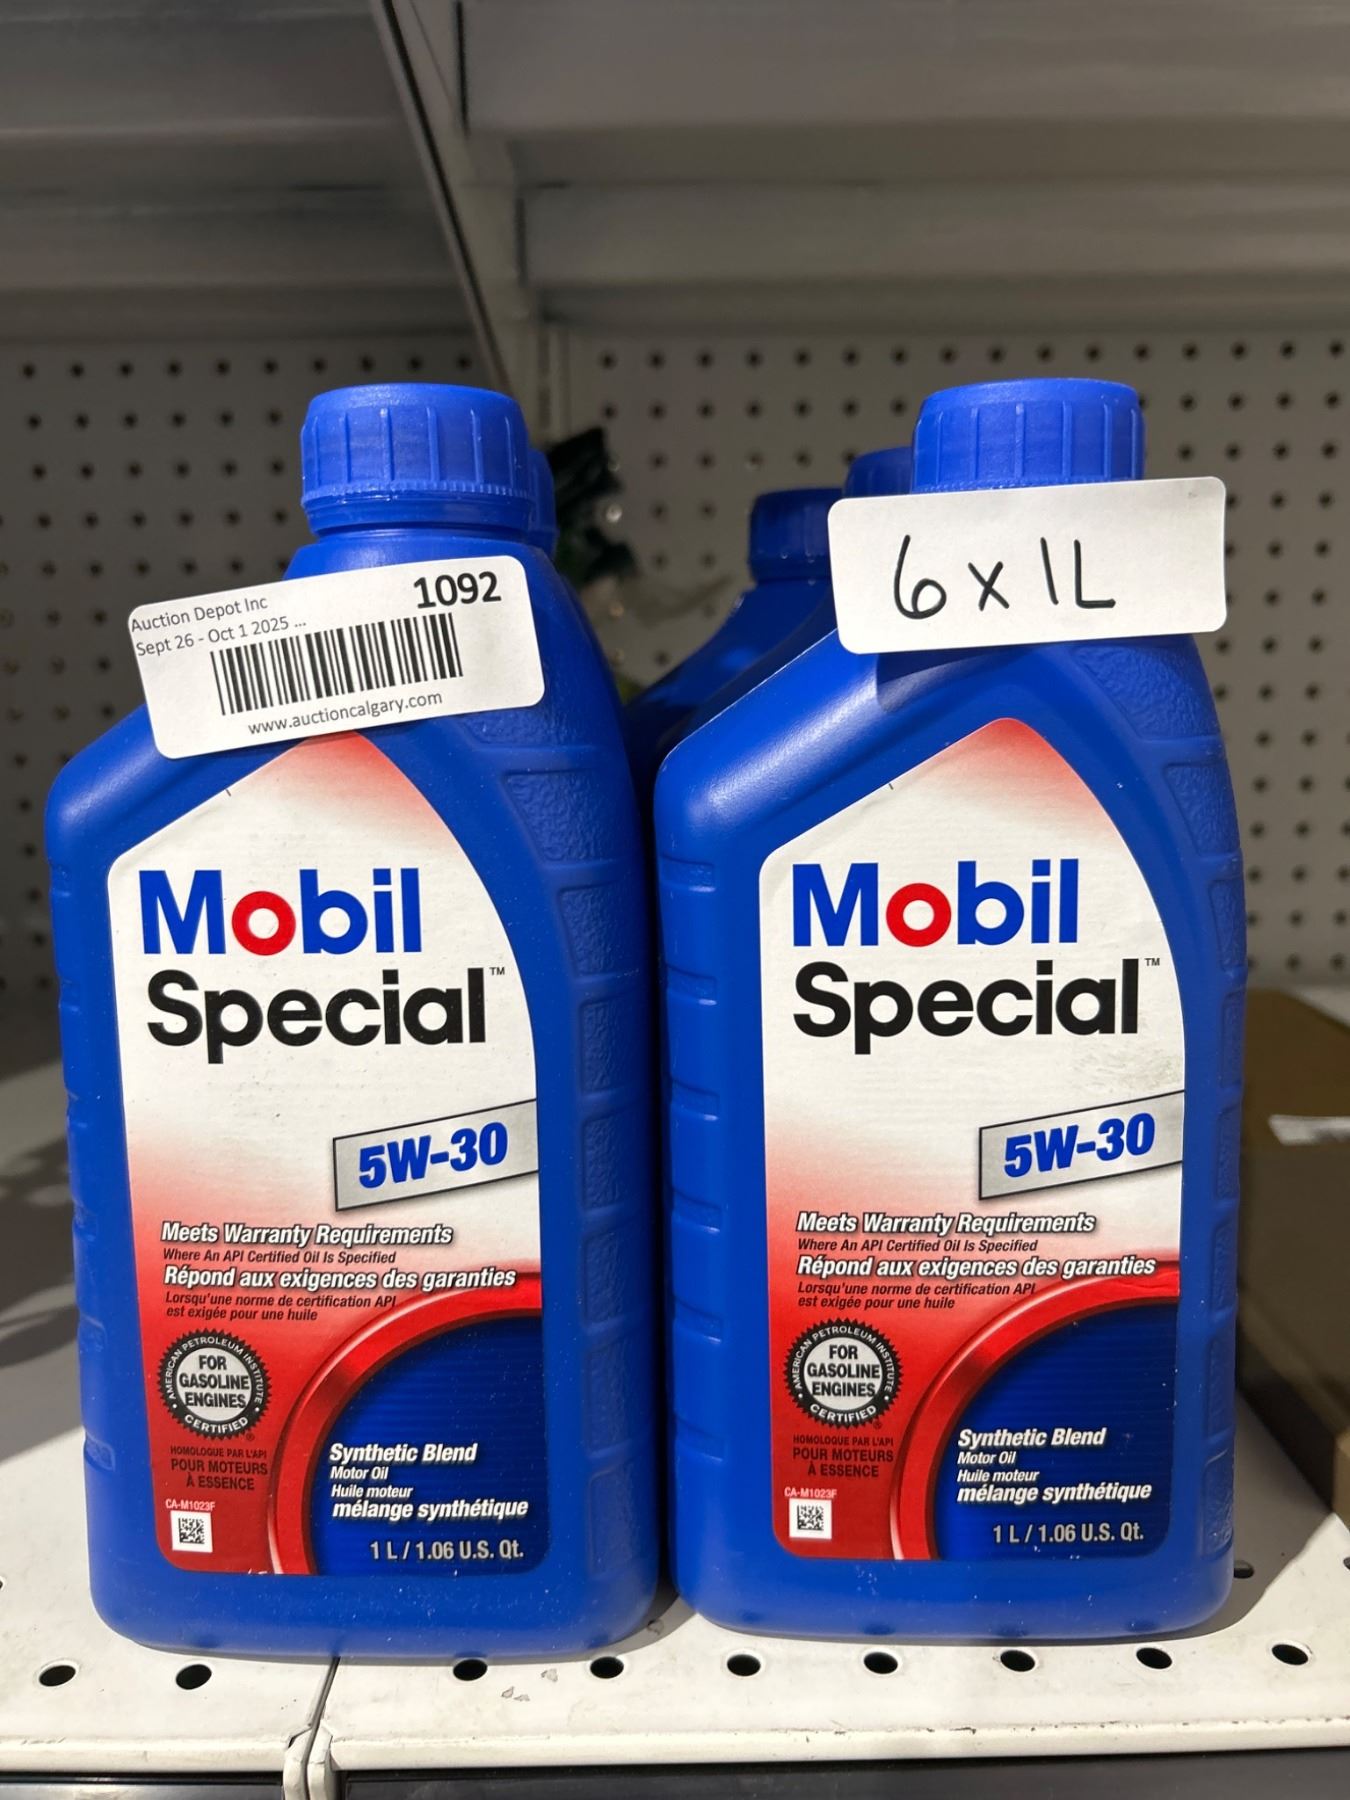 Auction Depot Inc
1092
Sept 26 - Oct 1 2025 ...
www.auctioncalgary.com
6 x 1L
Mobil
Special™
5W-30
Meets Warranty Requirements
Where An API Certified Oil Is Specified
Répond aux exigences des garanties
Lorsqu'une norme de certification API
est exigée pour une huile
AMERICAN PETROLEUM INSTITUTE
FOR
GASOLINE
ENGINES
CERTIFIED
®
HOMOLOGUE PAR L'API
POUR MOTEURS
À ESSENCE
CA-M1023F
Synthetic Blend
Motor Oil
Huile moteur
mélange synthétique
1 L / 1.06 U.S. Qt.
Mobil
Special™
5W-30
Meets Warranty Requirements
Where An API Certified Oil Is Specified
Répond aux exigences des garanties
Lorsqu'une norme de certification API
est exigée pour une huile
AMERICAN PETROLEUM INSTITUTE
FOR
GASOLINE
ENGINES
CERTIFIED
®
HOMOLOGUE PAR L'API
POUR MOTEURS
À ESSENCE
CA-M1023F
Synthetic Blend
Motor Oil
Huile moteur
mélange synthétique
1 L / 1.06 U.S. Qt.